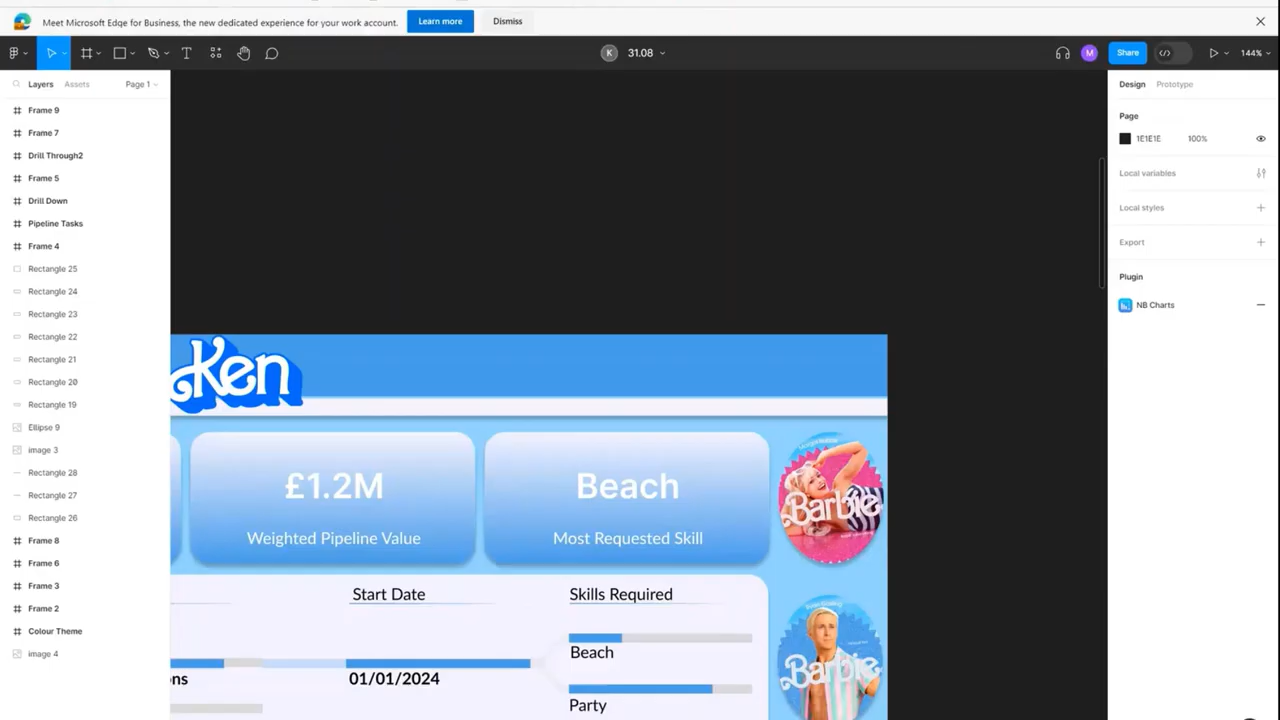 Meet Microsoft Edge for Business, the new dedicated experience for your work account.
Learn more
Dismiss
K
31.08
M
Share
144%
Layers
Assets
Page 1
Frame 9
Frame 7
Drill Through2
Frame 5
Drill Down
Pipeline Tasks
Frame 4
Rectangle 25
Rectangle 24
Rectangle 23
Rectangle 22
Rectangle 21
Rectangle 20
Rectangle 19
Ellipse 9
image 3
Rectangle 28
Rectangle 27
Rectangle 26
Frame 8
Frame 6
Frame 3
Frame 2
Colour Theme
image 4
Ken
£1.2M
Weighted Pipeline Value
Beach
Most Requested Skill
Barbie
Start Date
Skills Required
Beach
ns
01/01/2024
Party
Barbie
Design
Prototype
Page
1E1E1E
100%
Local variables
Local styles
Export
Plugin
NB Charts